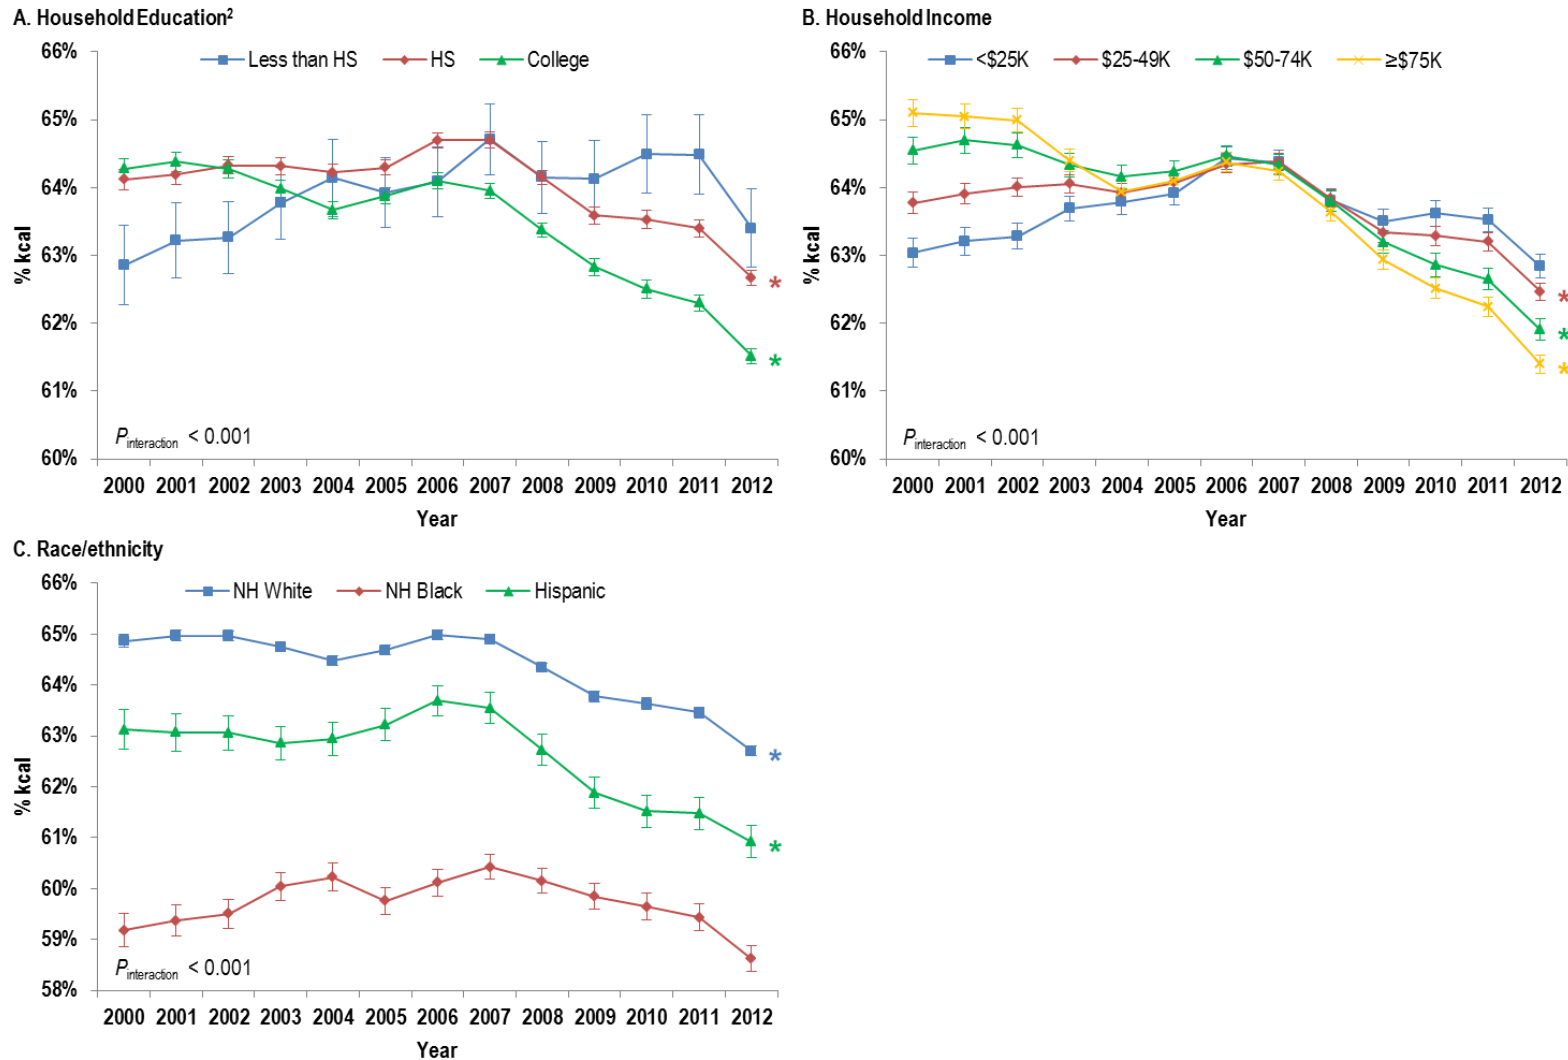 A. Household Education²
66%
65%
64%
63%
62%
61%
60%
% kcal
Less than HS HS College
*
*
Pinteraction < 0.001
2000 2001 2002 2003 2004 2005 2006 2007 2008 2009 2010 2011 2012
Year
B. Household Income
66%
65%
64%
63%
62%
61%
60%
% kcal
<$25K $25-49K $50-74K ≥$75K
*
*
*
Pinteraction < 0.001
2000 2001 2002 2003 2004 2005 2006 2007 2008 2009 2010 2011 2012
Year
C. Race/ethnicity
66%
65%
64%
63%
62%
61%
60%
59%
58%
% kcal
NH White NH Black Hispanic
*
*
Pinteraction < 0.001
2000 2001 2002 2003 2004 2005 2006 2007 2008 2009 2010 2011 2012
Year